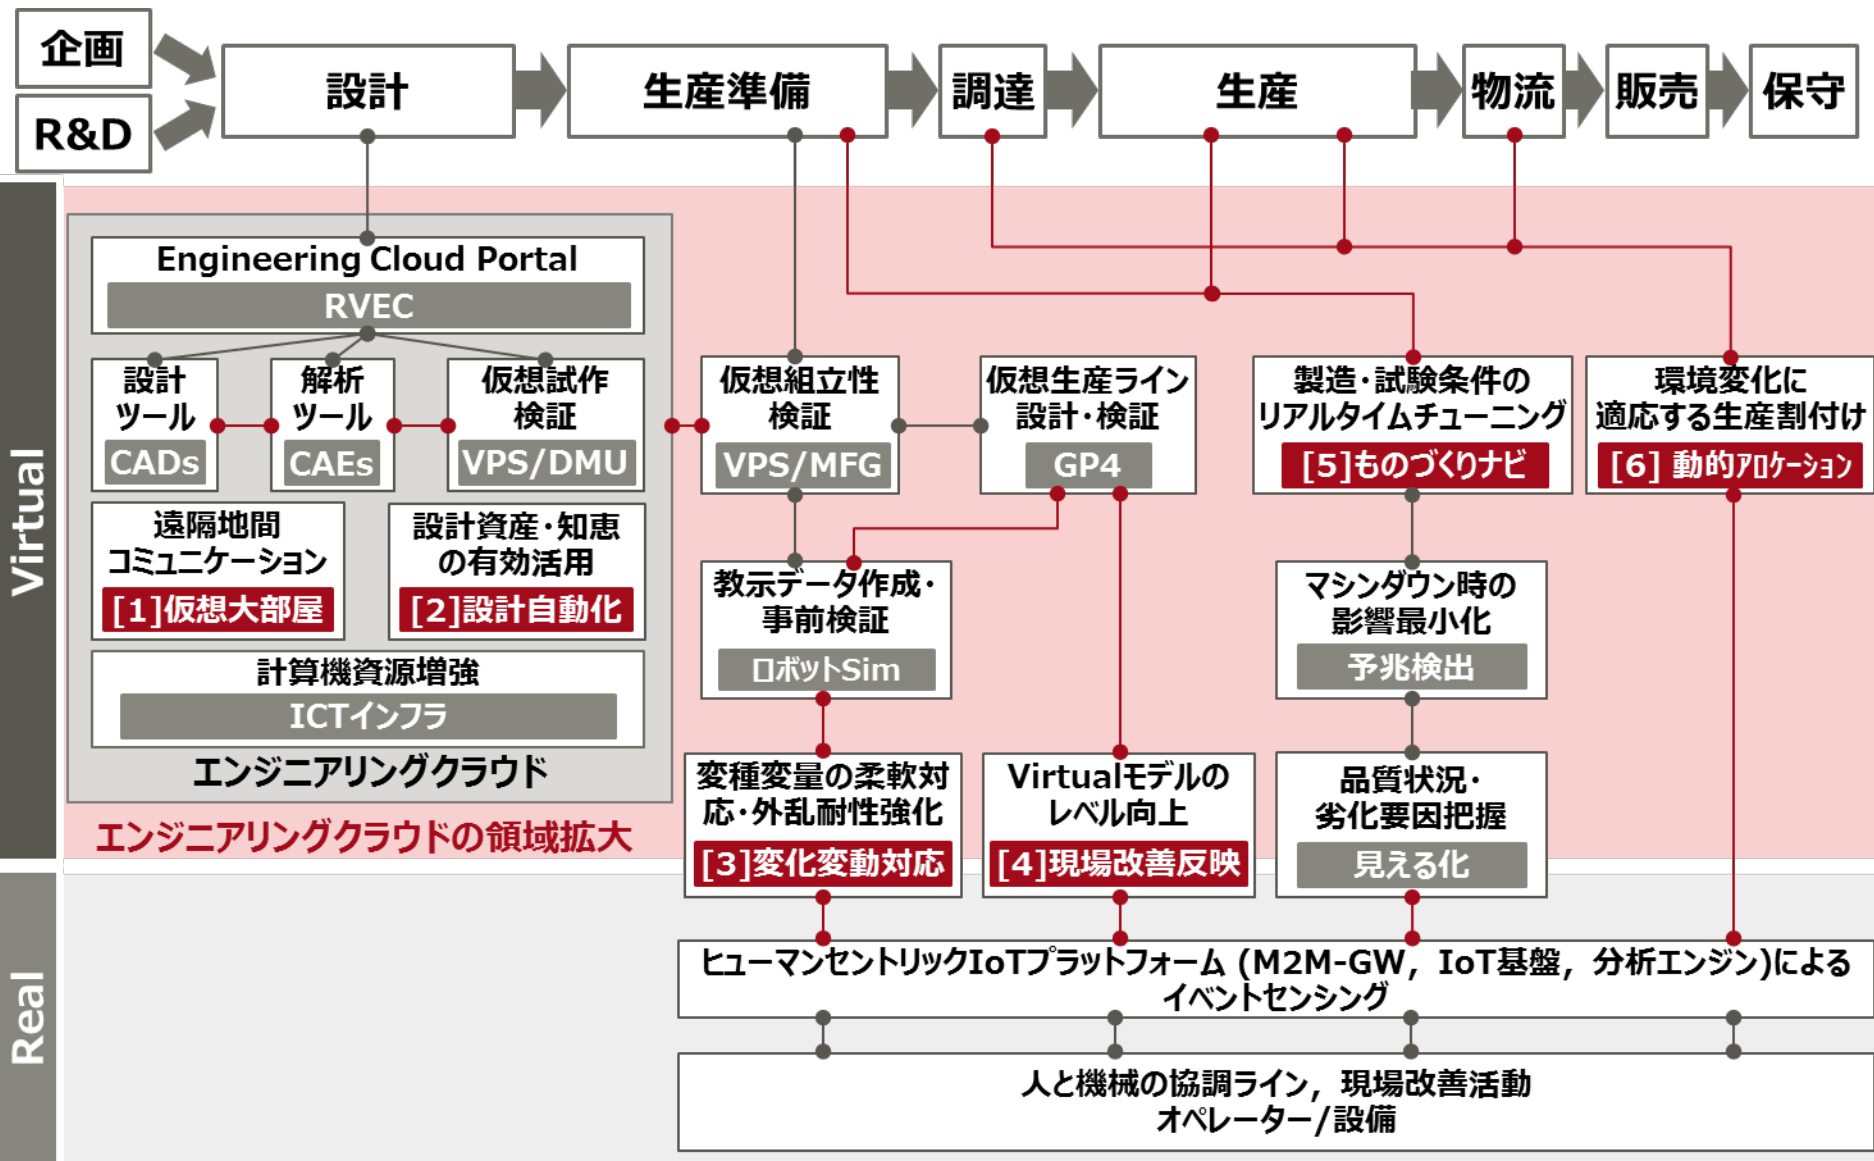 企画
R&D
設計
生産準備
調達
生産
物流
販売
保守
Virtual
Engineering Cloud Portal
RVEC
設計
ツール
CADs
解析
ツール
CAEs
仮想試作
検証
VPS/DMU
遠隔地間
コミュニケーション
[1]仮想大部屋
設計資産・知恵
の有効活用
[2]設計自動化
計算機資源増強
ICTインフラ
エンジニアリングクラウド
エンジニアリングクラウドの領域拡大
仮想組立性
検証
VPS/MFG
仮想生産ライン
設計・検証
GP4
製造・試験条件の
リアルタイムチューニング
[5]ものづくりナビ
環境変化に
適応する生産割付け
[6] 動的アロケーション
教示データ作成・
事前検証
ロボットSim
マシンダウン時の
影響最小化
予兆検出
変種変量の柔軟対
応・外乱耐性強化
[3]変化変動対応
Virtualモデルの
レベル向上
[4]現場改善反映
品質状況・
劣化要因把握
見える化
Real
ヒューマンセントリックIoTプラットフォーム (M2M-GW，IoT基盤，分析エンジン)による
イベントセンシング
人と機械の協調ライン，現場改善活動
オペレーター/設備